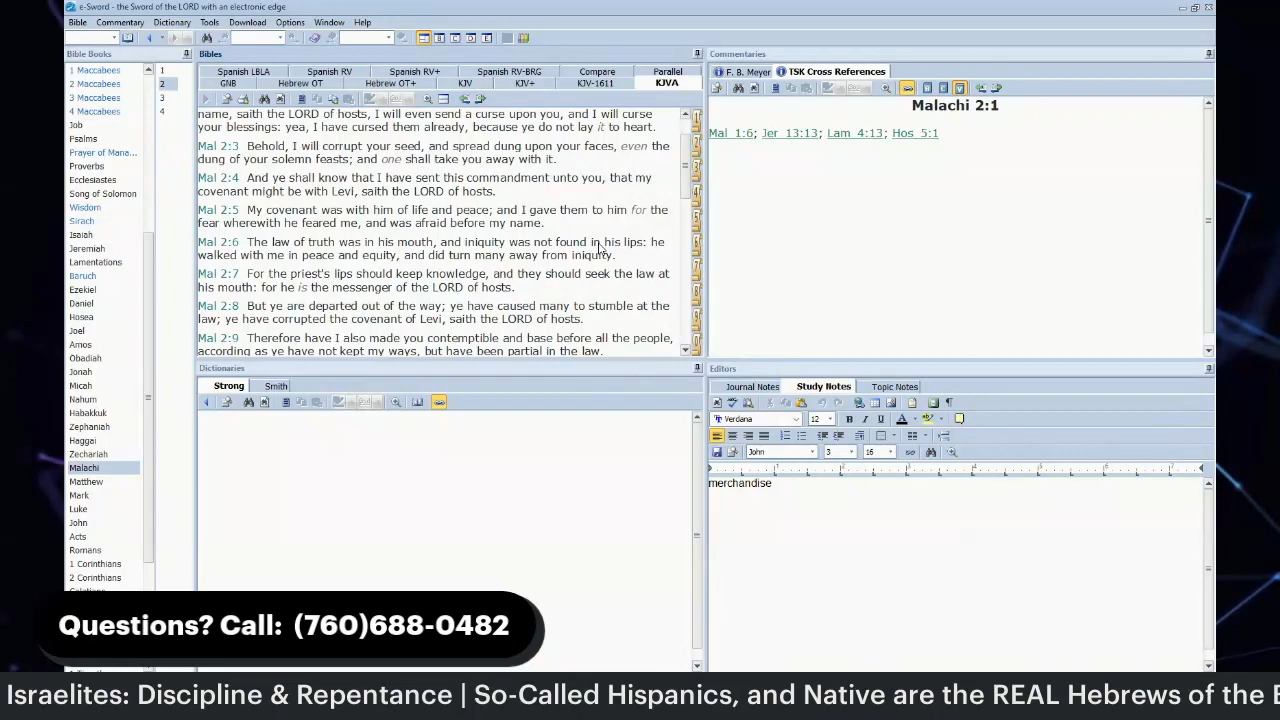 e-Sword - the Sword of the LORD with an electronic edge
Bible Commentary Dictionary Tools Download Options Window Help
Bible Books
1 Maccabees
2 Maccabees
3 Maccabees
4 Maccabees
Job
Psalms
Prayer of Mana...
Proverbs
Ecclesiastes
Song of Solomon
Wisdom
Sirach
Isaiah
Jeremiah
Lamentations
Baruch
Ezekiel
Daniel
Hosea
Joel
Amos
Obadiah
Jonah
Micah
Nahum
Habakkuk
Zephaniah
Haggai
Zechariah
Malachi
Matthew
Mark
Luke
John
Acts
Romans
1 Corinthians
2 Corinthians
1
2
3
4
Bibles
Spanish LBLA Spanish RV Spanish RV+ Spanish RV-BRG Compare Parallel
GNB Hebrew OT Hebrew OT+ KJV KJV+ KJV-1611 KJVA
name, saith the LORD of hosts, I will even send a curse upon you, and I will curse
your blessings: yea, I have cursed them already, because ye do not lay it to heart.
Mal 2:3 Behold, I will corrupt your seed, and spread dung upon your faces, even the
dung of your solemn feasts; and one shall take you away with it.
Mal 2:4 And ye shall know that I have sent this commandment unto you, that my
covenant might be with Levi, saith the LORD of hosts.
Mal 2:5 My covenant was with him of life and peace; and I gave them to him for the
fear wherewith he feared me, and was afraid before my name.
Mal 2:6 The law of truth was in his mouth, and iniquity was not found in his lips: he
walked with me in peace and equity, and did turn many away from iniquity.
Mal 2:7 For the priest's lips should keep knowledge, and they should seek the law at
his mouth: for he is the messenger of the LORD of hosts.
Mal 2:8 But ye are departed out of the way; ye have caused many to stumble at the
law; ye have corrupted the covenant of Levi, saith the LORD of hosts.
Mal 2:9 Therefore have I also made you contemptible and base before all the people,
according as ye have not kept my ways, but have been partial in the law.
Commentaries
F. B. Meyer TSK Cross References
Malachi 2:1
Mal 1:6; Jer 13:13; Lam 4:13; Hos 5:1
Dictionaries
Strong Smith
Editors
Journal Notes Study Notes Topic Notes
Verdana 12 B I U A
John 3 16
1 2 3 4 5 6 7
merchandise
Questions? Call: (760)688-0482
Israelites: Discipline & Repentance | So-Called Hispanics, and Native are the REAL Hebrews of the